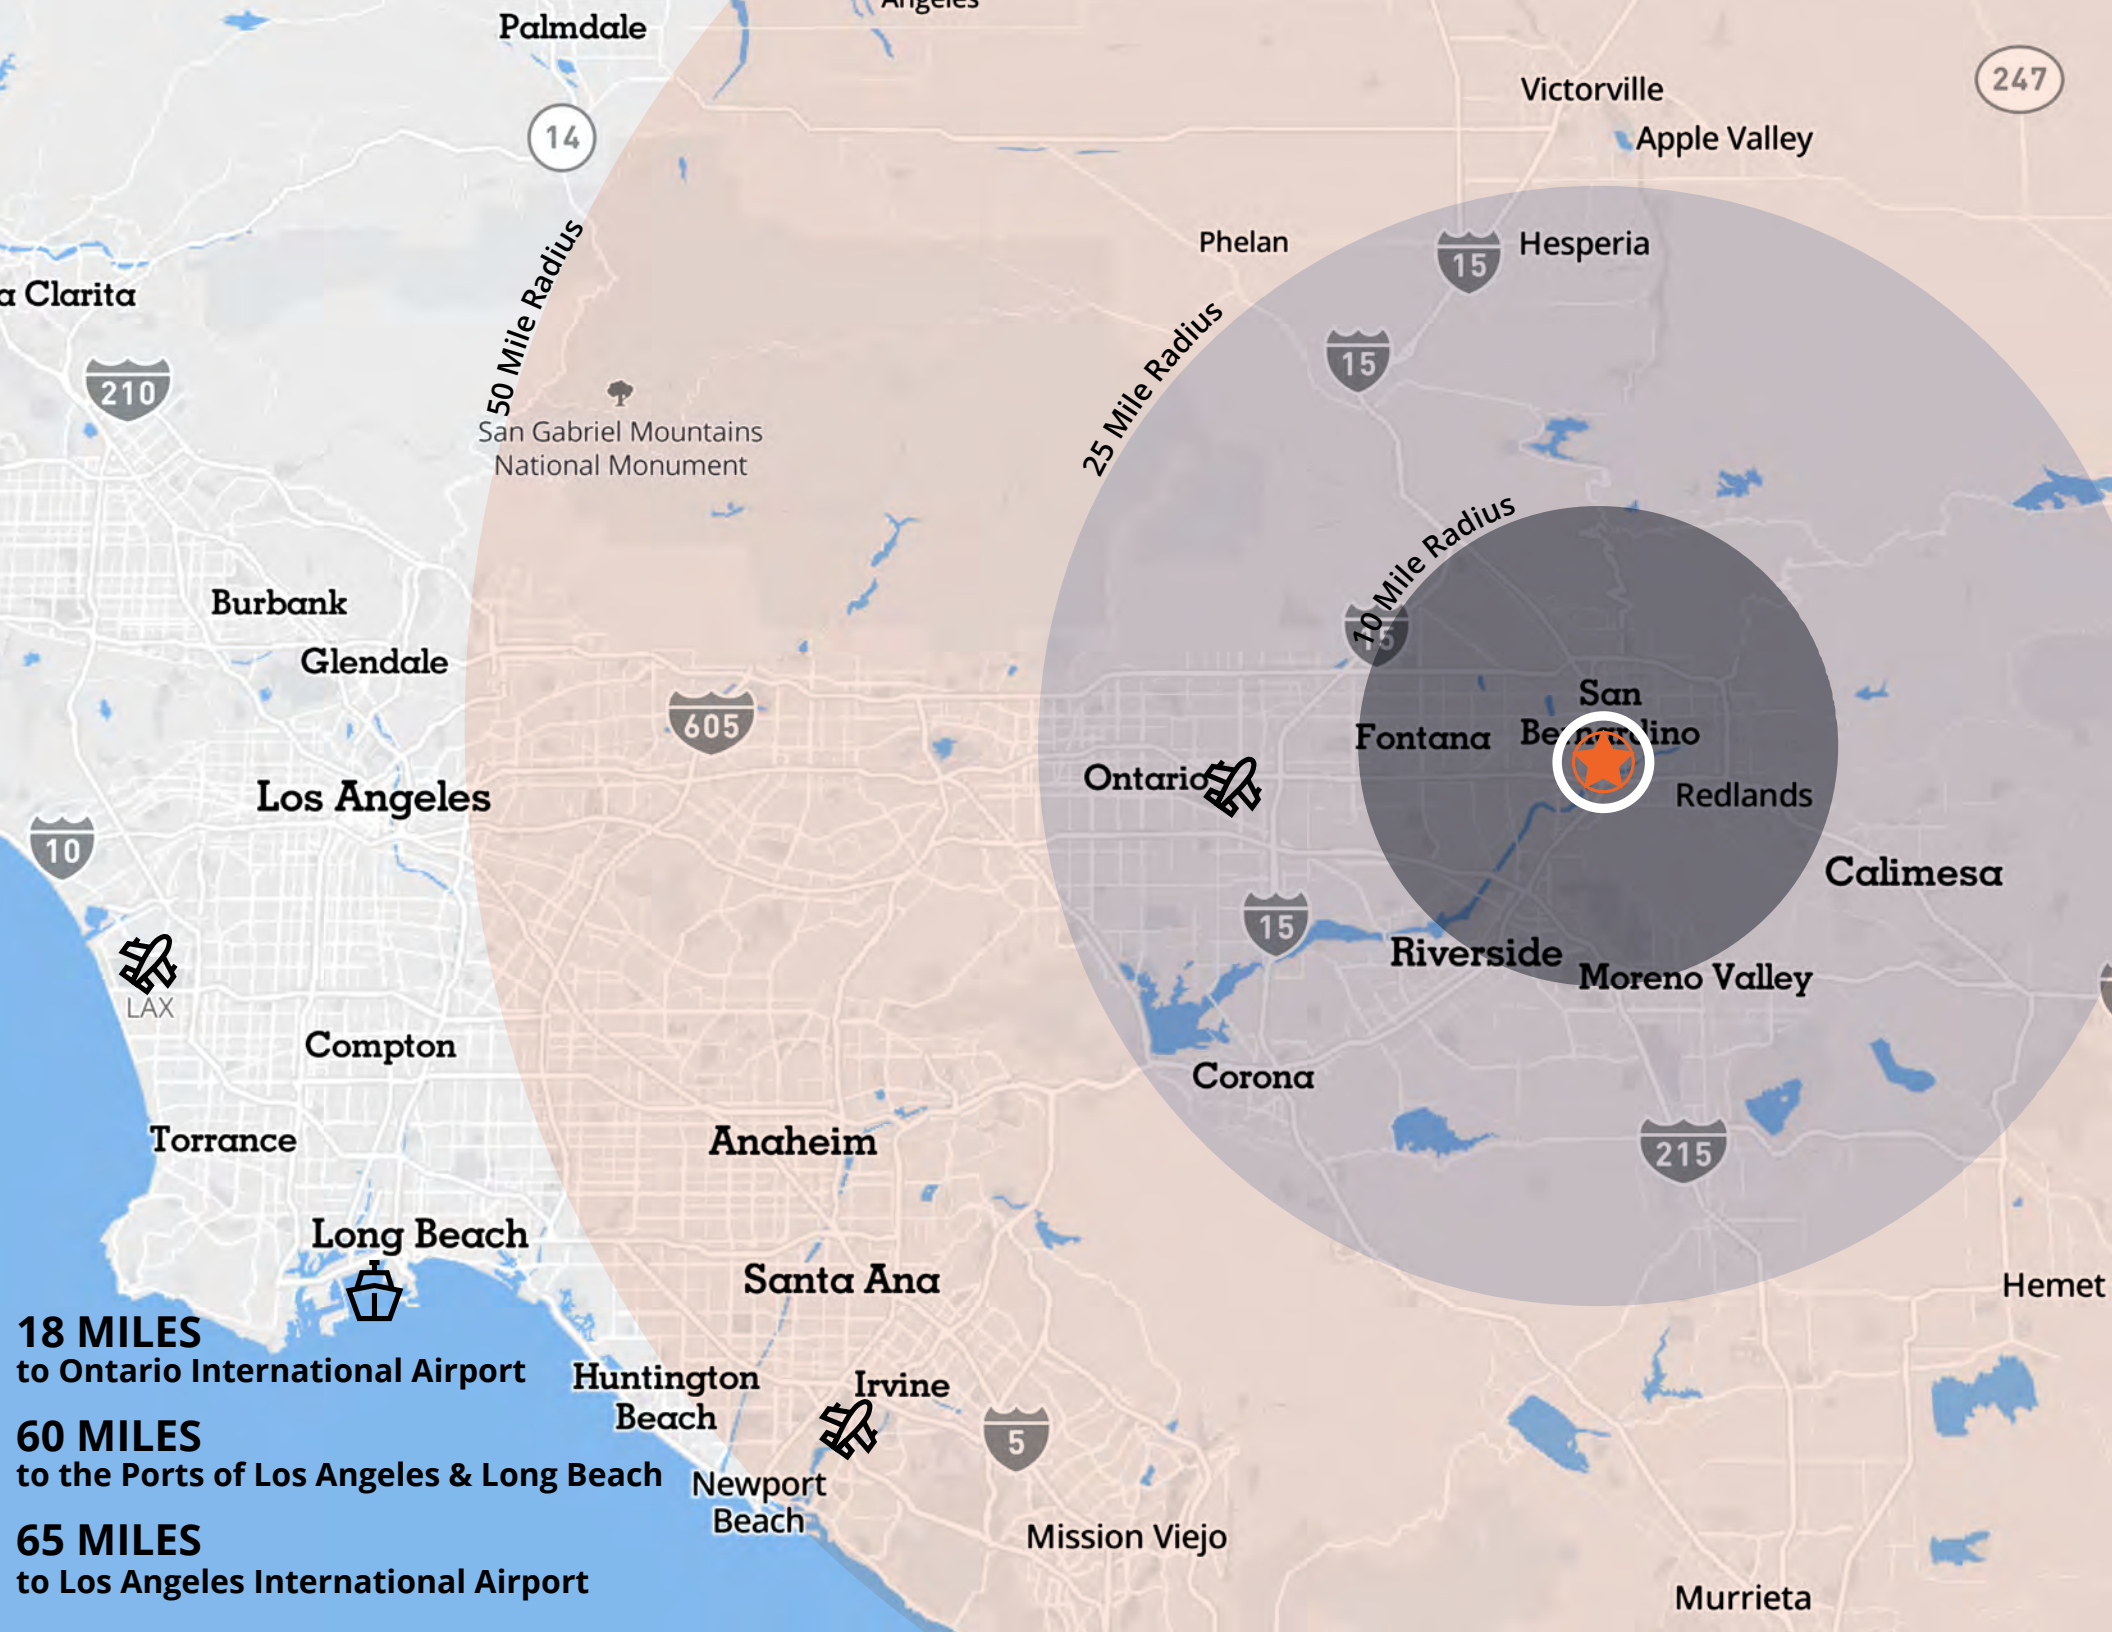 Palmdale
Angeles
14
Victorville
Apple Valley
247
50 Mile Radius
Phelan
15
Hesperia
a Clarita
210
25 Mile Radius
15
San Gabriel Mountains
National Monument
10 Mile Radius
15
Burbank
Glendale
605
San
Bernardino
Fontana
Ontario
Redlands
Los Angeles
10
Calimesa
15
Riverside
Moreno Valley
LAX
Compton
Corona
Torrance
Anaheim
215
Long Beach
Santa Ana
Hemet
18 MILES
to Ontario International Airport
Huntington
Beach
Irvine
5
60 MILES
to the Ports of Los Angeles & Long Beach
Newport
Beach
65 MILES
to Los Angeles International Airport
Mission Viejo
Murrieta